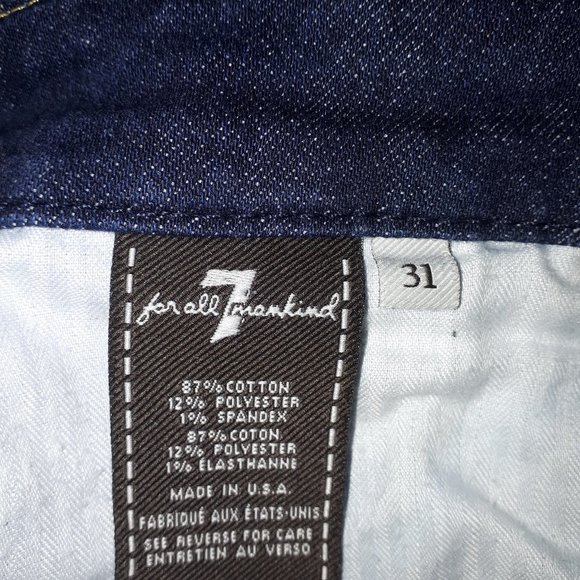 7
for all mankind
31
87% COTTON
12% POLYESTER
1% SPANDEX
87% COTON
12% POLYESTER
1% ELASTHANNE
MADE IN U.S.A.
FABRIQUÉ AUX ÉTATS-UNIS
SEE REVERSE FOR CARE
ENTRETIEN AU VERSO